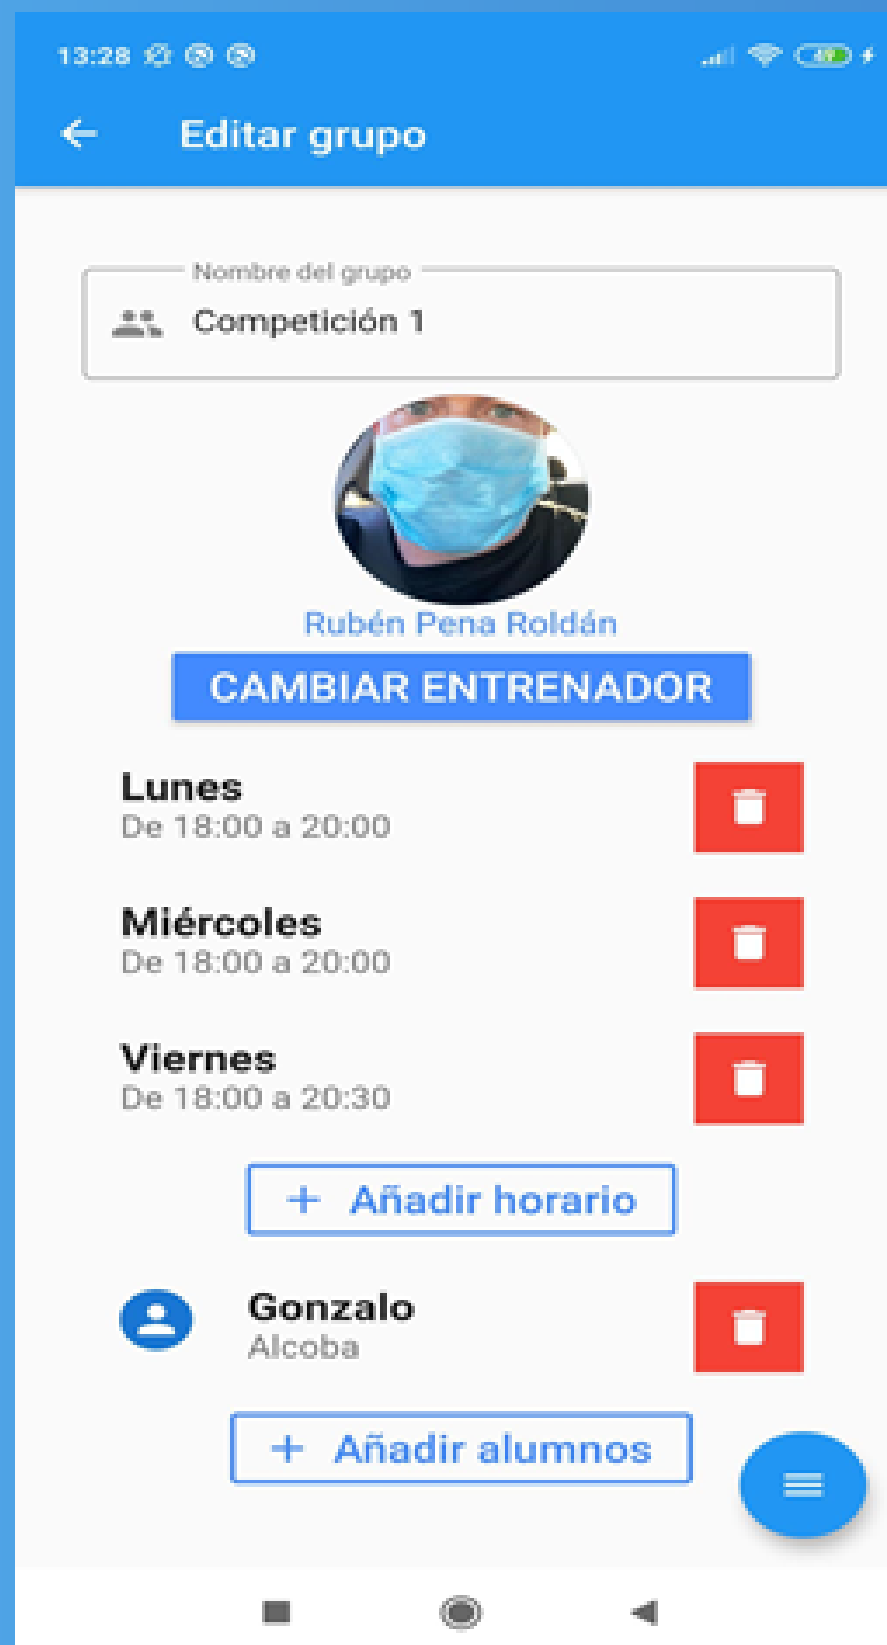 13:28
49
Editar grupo
Nombre del grupo
Competición 1
Rubén Pena Roldán
CAMBIAR ENTRENADOR
Lunes
De 18:00 a 20:00
Miércoles
De 18:00 a 20:00
Viernes
De 18:00 a 20:30
+ Añadir horario
Gonzalo
Alcoba
+ Añadir alumnos